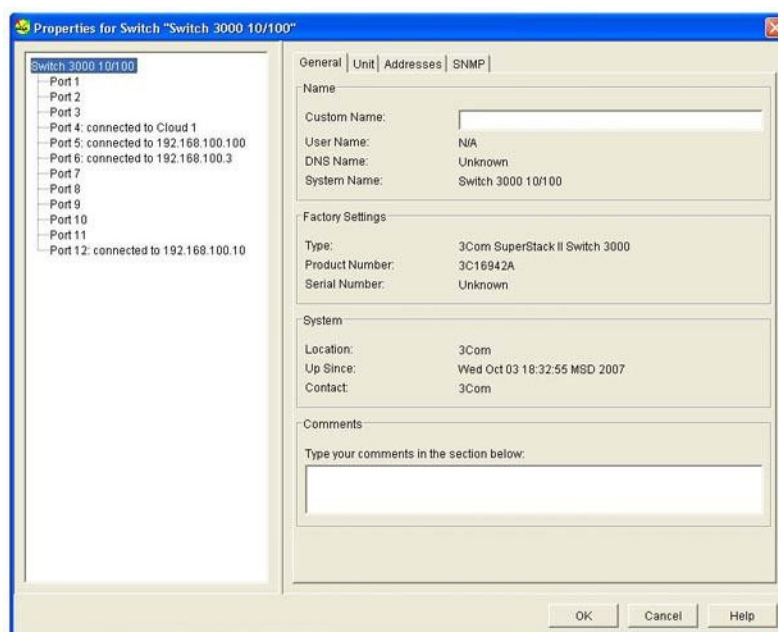 Properties for Switch "Switch 3000 10/100"
Switch 3000 10/100
Port 1
Port 2
Port 3
Port 4: connected to Cloud 1
Port 5: connected to 192.168.100.100
Port 6: connected to 192.168.100.3
Port 7
Port 8
Port 9
Port 10
Port 11
Port 12: connected to 192.168.100.10
General Unit Addresses SNMP
Name
Custom Name:
User Name: N/A
DNS Name: Unknown
System Name: Switch 3000 10/100
Factory Settings
Type: 3Com SuperStack II Switch 3000
Product Number: 3C16942A
Serial Number: Unknown
System
Location: 3Com
Up Since: Wed Oct 03 18:32:55 MSD 2007
Contact: 3Com
Comments
Type your comments in the section below:
OK Cancel Help